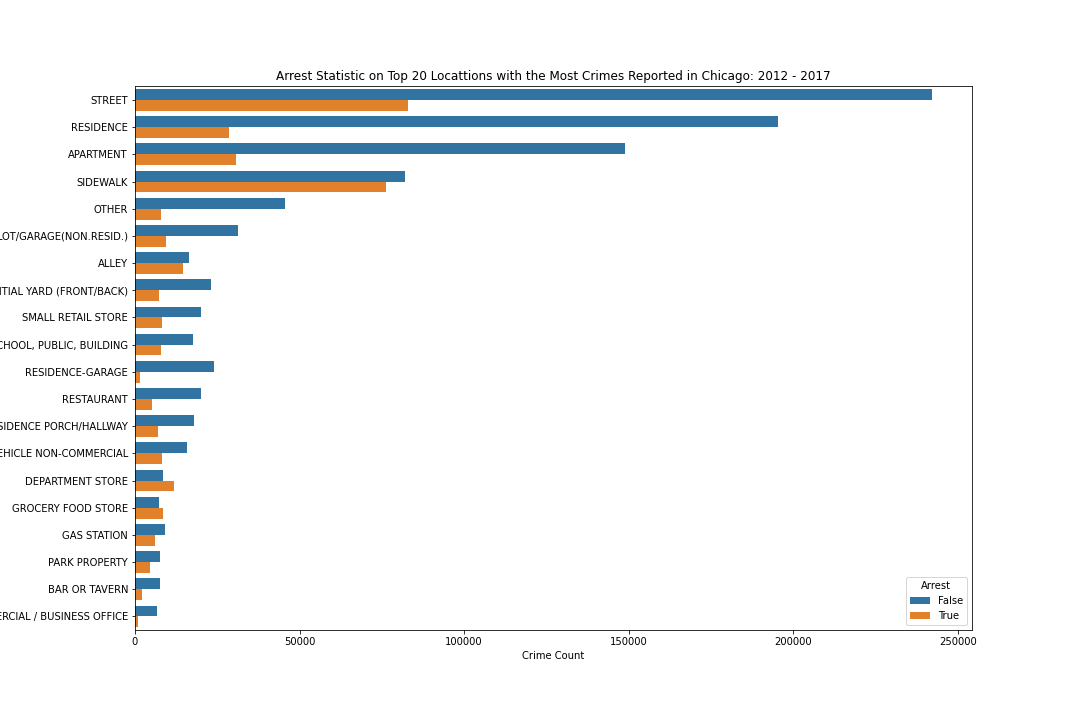 Arrest Statistic on Top 20 Locattions with the Most Crimes Reported in Chicago: 2012 - 2017
STREET
RESIDENCE
APARTMENT
SIDEWALK
OTHER
LOT/GARAGE(NON.RESID.)
ALLEY
NTIAL YARD (FRONT/BACK)
SMALL RETAIL STORE
CHOOL, PUBLIC, BUILDING
RESIDENCE-GARAGE
RESTAURANT
SIDENCE PORCH/HALLWAY
EHICLE NON-COMMERCIAL
DEPARTMENT STORE
GROCERY FOOD STORE
GAS STATION
PARK PROPERTY
BAR OR TAVERN
ERCIAL / BUSINESS OFFICE
Arrest
False
True
0 50000 100000 150000 200000 250000
Crime Count